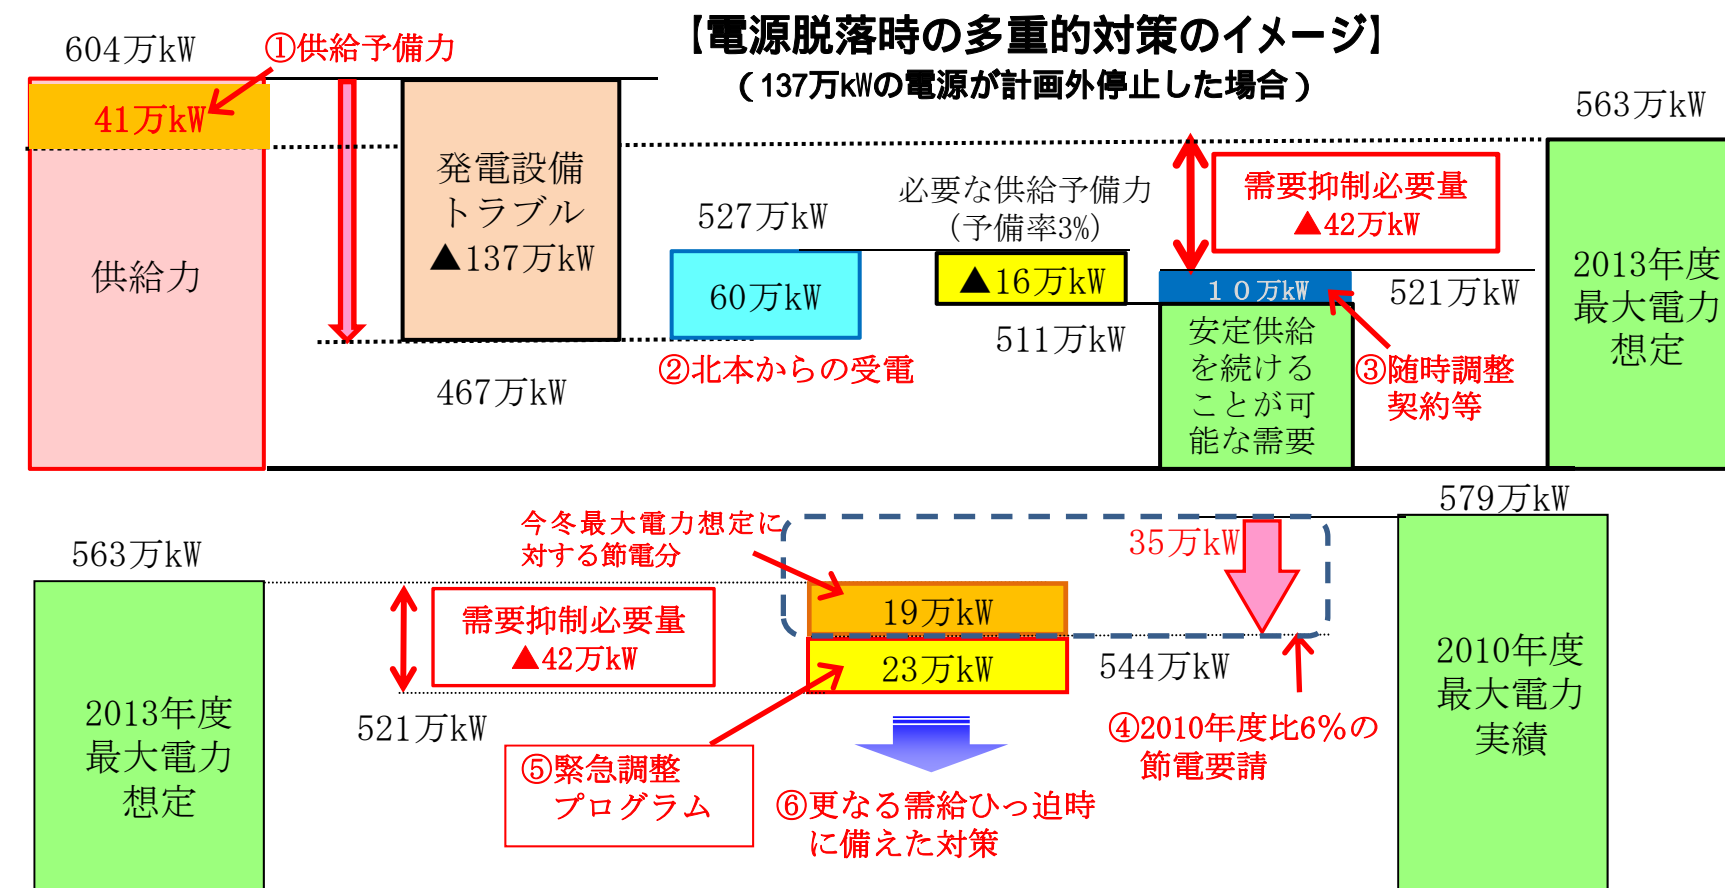 【電源脱落時の多重的対策のイメージ】
(137万kWの電源が計画外停止した場合)
604万kW
①供給予備力
41万kW
供給力
発電設備
トラブル
▲137万kW
467万kW
527万kW
60万kW
②北本からの受電
必要な供給予備力
(予備率3%)
▲16万kW
511万kW
需要抑制必要量
▲42万kW
10万kW
521万kW
安定供給
を続ける
ことが可
能な需要
③随時調整
契約等
563万kW
2013年度
最大電力
想定
563万kW
2013年度
最大電力
想定
需要抑制必要量
▲42万kW
521万kW
今冬最大電力想定に
対する節電分
19万kW
23万kW
⑤緊急調整
プログラム
⑥更なる需給ひっ迫時
に備えた対策
35万kW
544万kW
④2010年度比6%の
節電要請
579万kW
2010年度
最大電力
実績